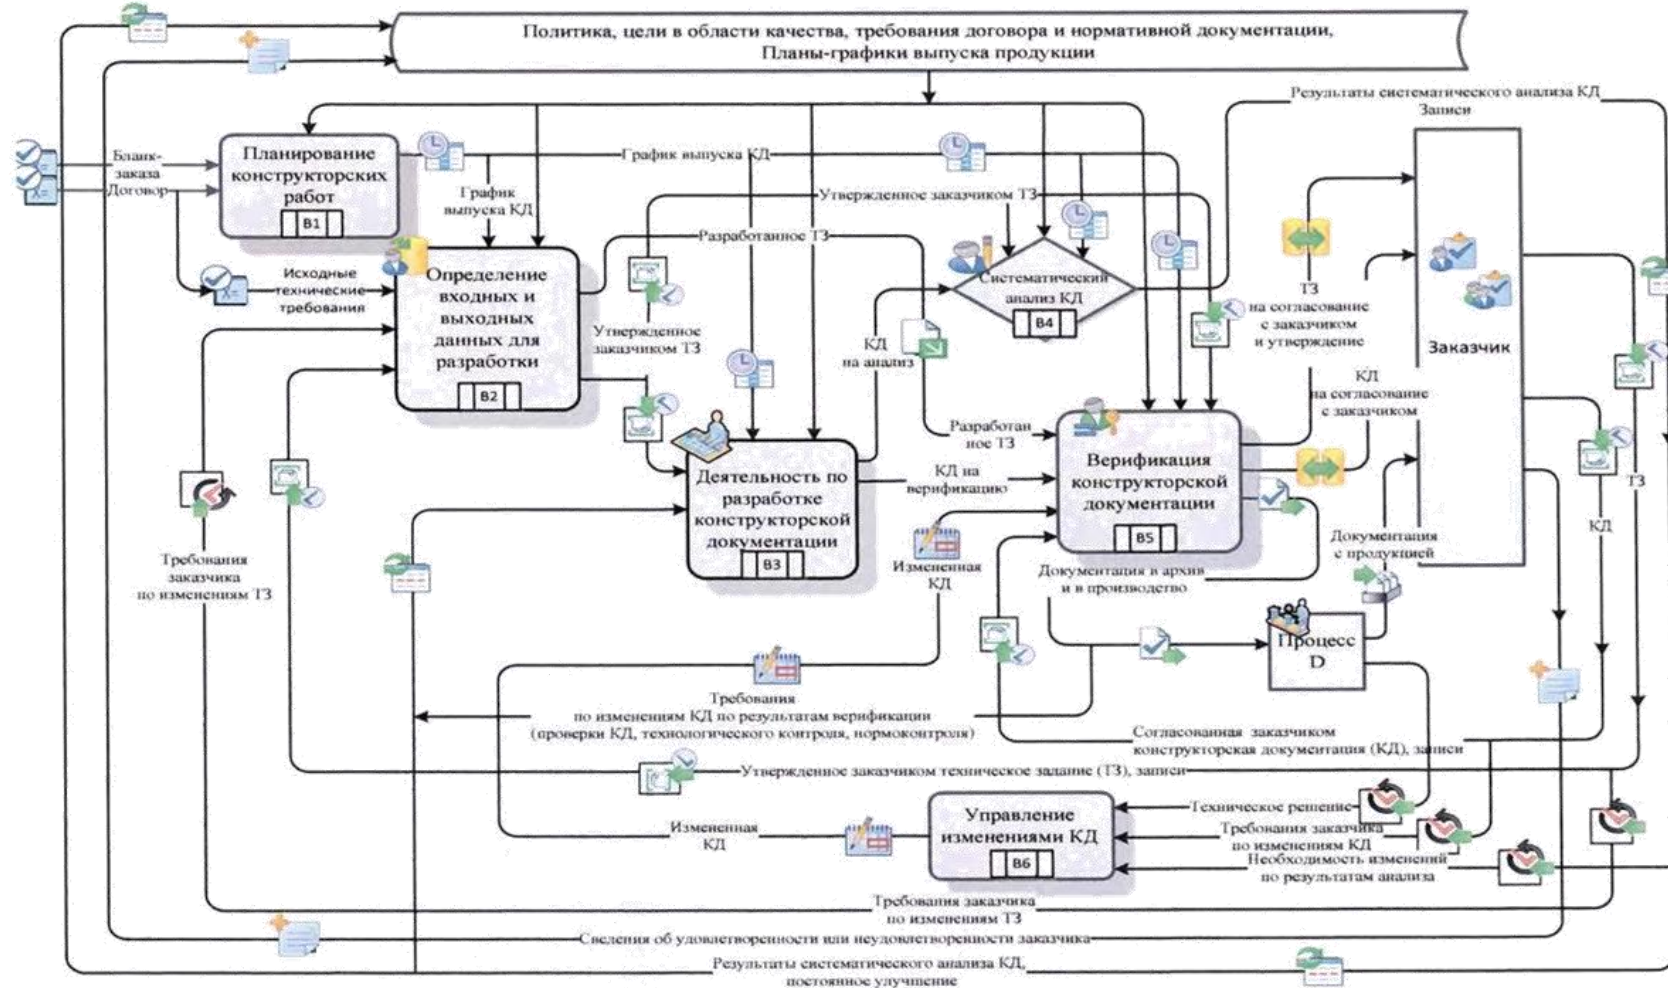 Политика, цели в области качества, требования договора и нормативной документации,
Планы-графики выпуска продукции
Результаты систематического анализа КД
Записи
Бланк-
заказа
Договор
Планирование
конструкторских
работ
В1
График выпуска КД
График
выпуска КД
Утвержденное заказчиком ТЗ
Разработанное ТЗ
Исходные
технические
требования
Определение
входных и
выходных
данных для
разработки
В2
Утвержденное
заказчиком ТЗ
Систематический
анализ КД
В4
КД
на анализ
ТЗ
на согласование
с заказчиком
и утверждение
Заказчик
КД
на согласование
с заказчиком
Разработан
ное ТЗ
КД на
верификацию
Верификация
конструкторской
документации
В5
Деятельность по
разработке
конструкторской
документации
В3
ТЗ
КД
Требования
заказчика
по изменениям ТЗ
Измененная
КД
Документация в архив
и в производство
Документация
с продукцией
Процесс
D
Требования
по изменениям КД по результатам верификации
(проверки КД, технологического контроля, нормоконтроля)
Согласованная заказчиком
конструкторская документация (КД), записи
Утвержденное заказчиком техническое задание (ТЗ), записи
Управление
изменениями КД
В6
Измененная
КД
Техническое решение
Требования заказчика
по изменениям КД
Необходимость изменений
по результатам анализа
Требования заказчика
по изменениям ТЗ
Сведения об удовлетворенности или неудовлетворенности заказчика
Результаты систематического анализа КД,
постоянное улучшение